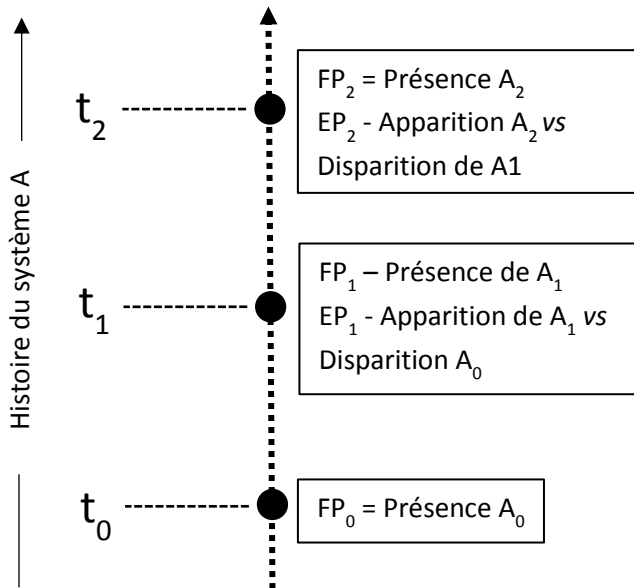 FP₂ = Présence A₂
t₂
EP₂ - Apparition A₂ vs
Disparition de A1
Histoire du système A
FP₁ – Présence de A₁
t₁
EP₁ - Apparition de A₁ vs
Disparition A₀
t₀
FP₀ = Présence A₀